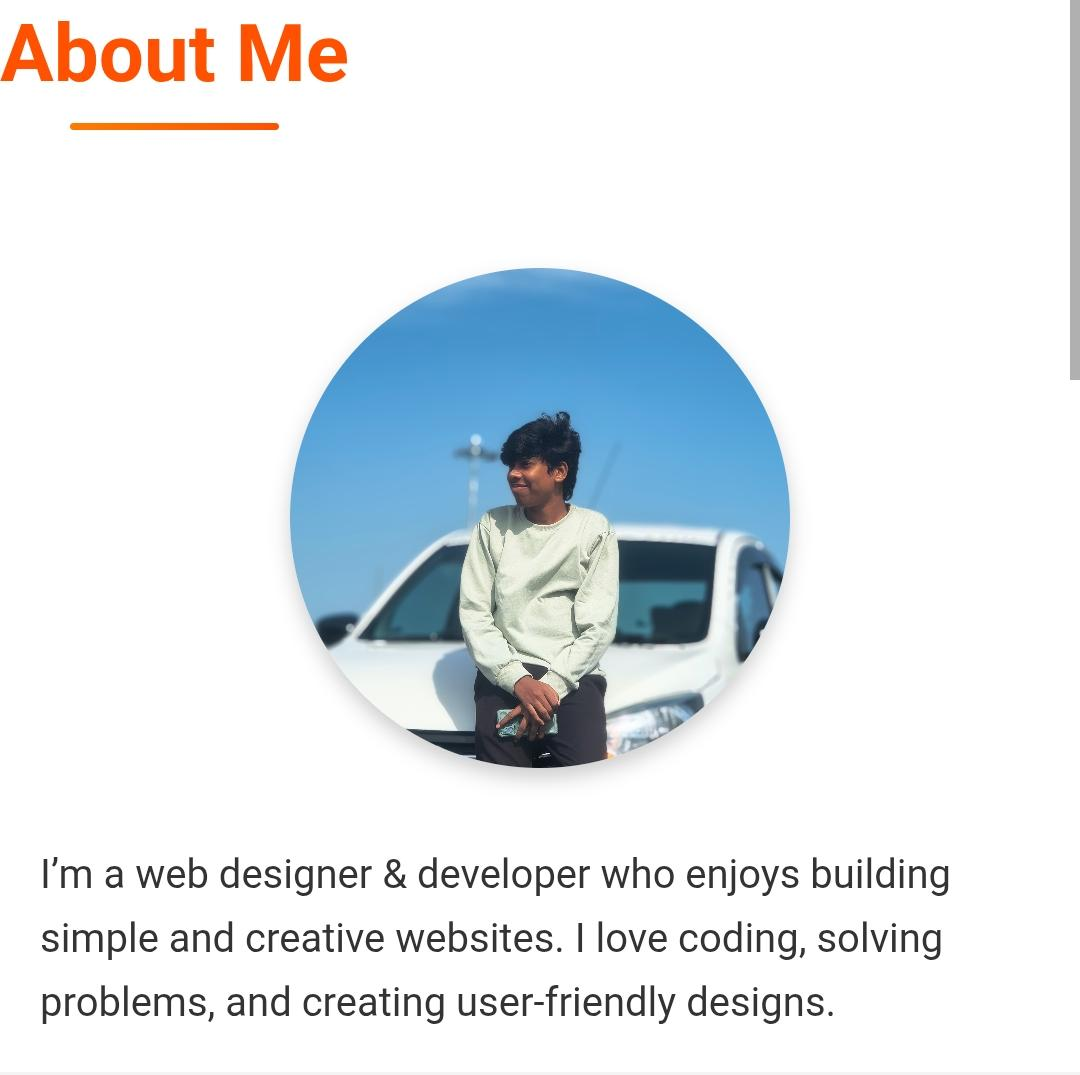 About Me
I’m a web designer & developer who enjoys building
simple and creative websites. I love coding, solving
problems, and creating user-friendly designs.